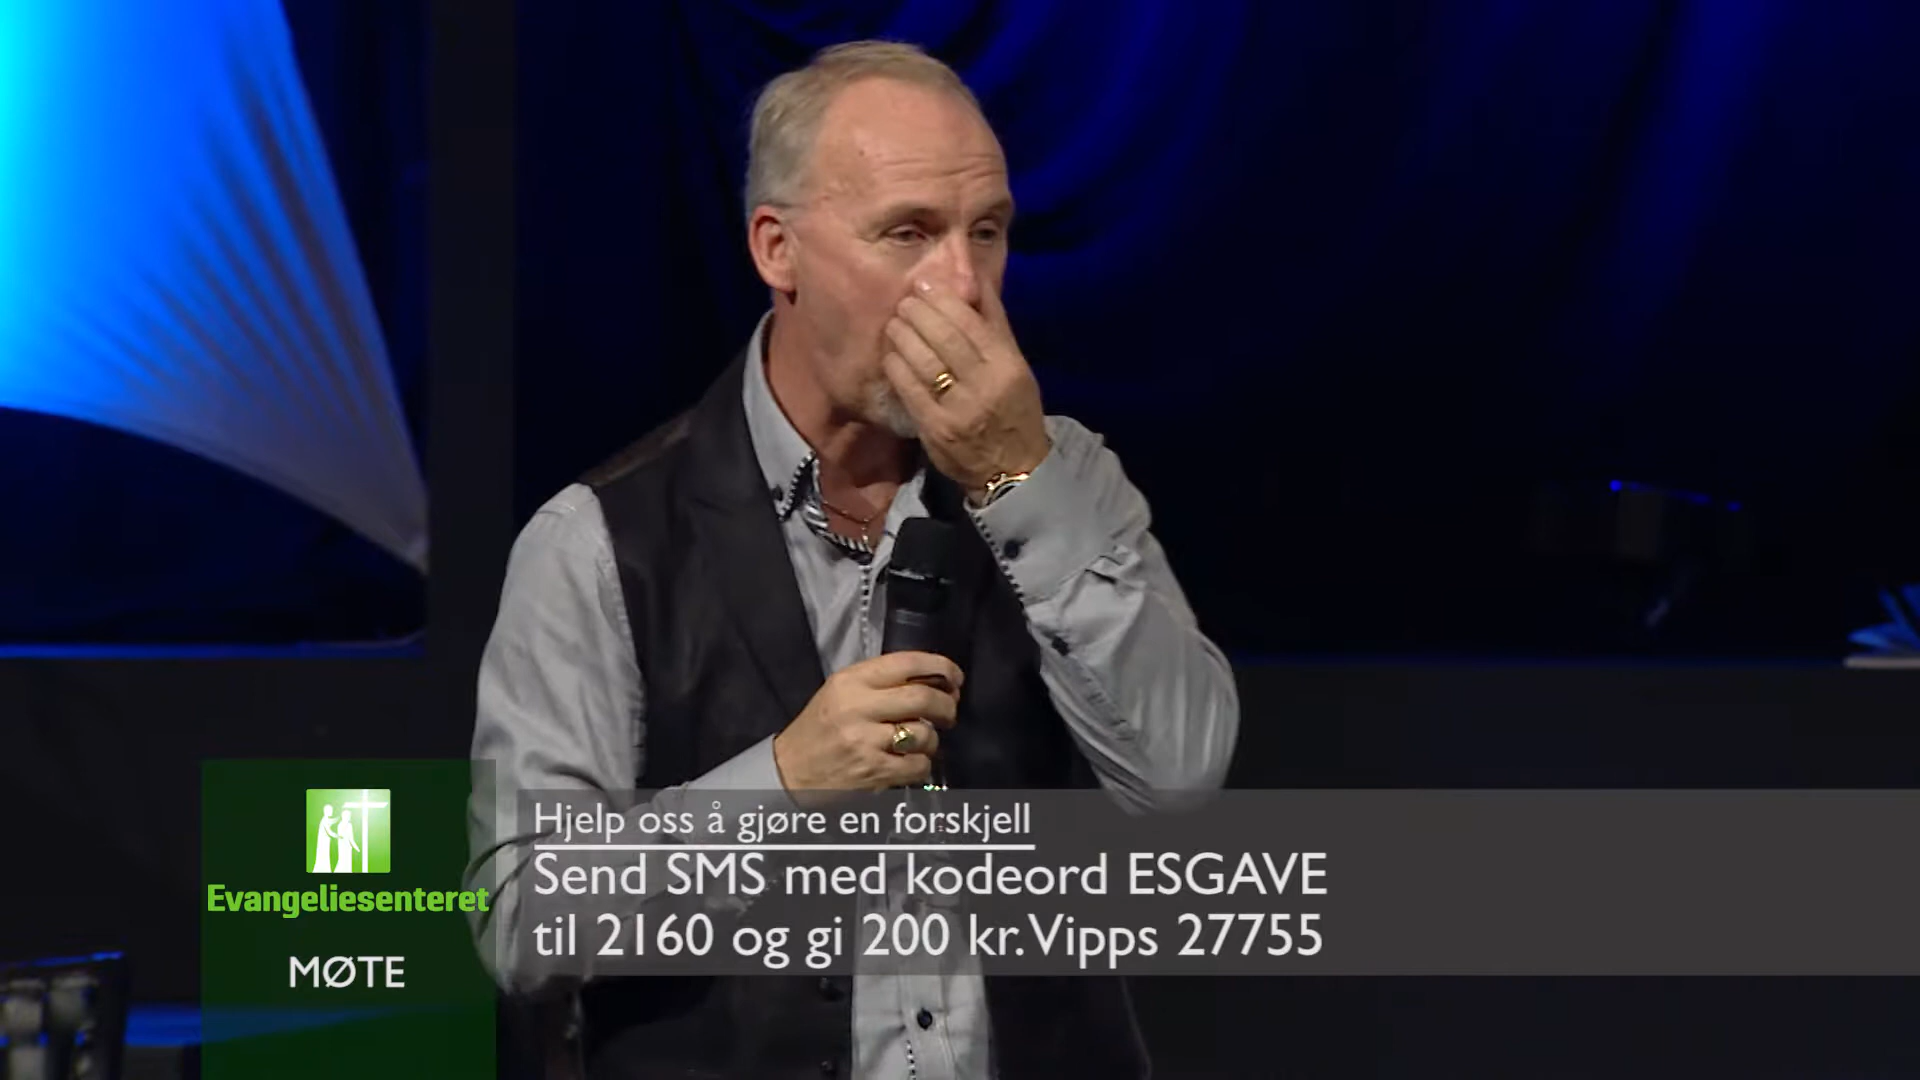 Hjelp oss å gjøre en forskjell
Send SMS med kodeord ESGAVE
til 2160 og gi 200 kr. Vipps 27755
Evangeliesenteret
MØTE